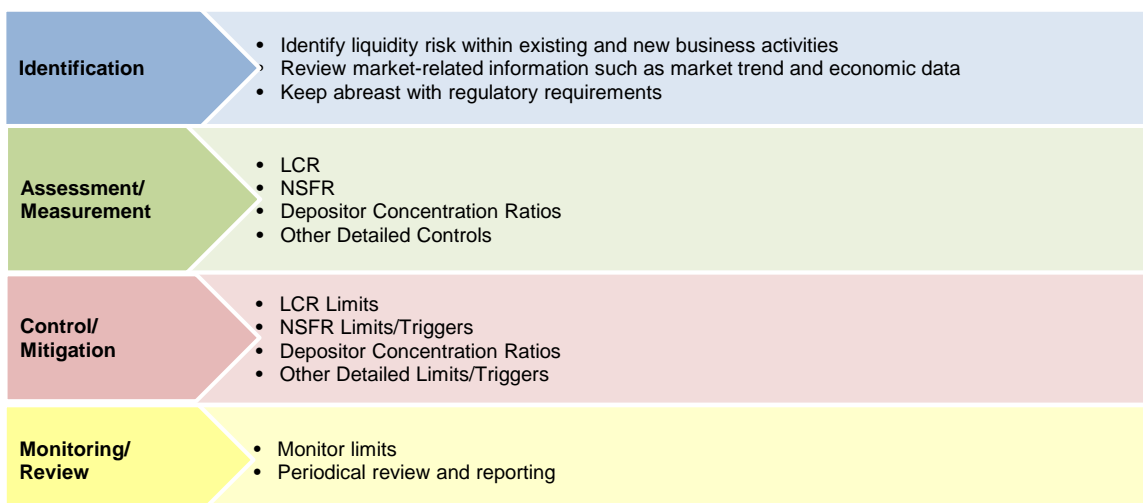 Identification
• Identify liquidity risk within existing and new business activities
• Review market-related information such as market trend and economic data
• Keep abreast with regulatory requirements
Assessment/
Measurement
• LCR
• NSFR
• Depositor Concentration Ratios
• Other Detailed Controls
Control/
Mitigation
• LCR Limits
• NSFR Limits/Triggers
• Depositor Concentration Ratios
• Other Detailed Limits/Triggers
Monitoring/
Review
• Monitor limits
• Periodical review and reporting